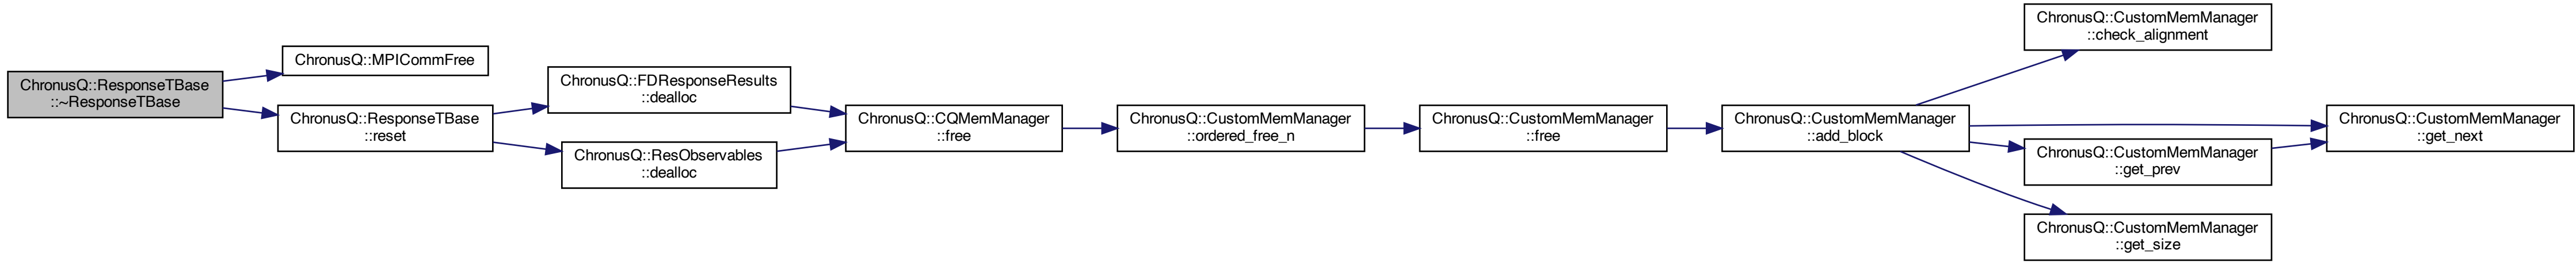 ChronusQ::ResponseTBase
::~ResponseTBase
ChronusQ::MPICommFree
ChronusQ::ResponseTBase
::reset
ChronusQ::FDResponseResults
::dealloc
ChronusQ::ResObservables
::dealloc
ChronusQ::CQMemManager
::free
ChronusQ::CustomMemManager
::ordered_free_n
ChronusQ::CustomMemManager
::free
ChronusQ::CustomMemManager
::add_block
ChronusQ::CustomMemManager
::check_alignment
ChronusQ::CustomMemManager
::get_next
ChronusQ::CustomMemManager
::get_prev
ChronusQ::CustomMemManager
::get_size